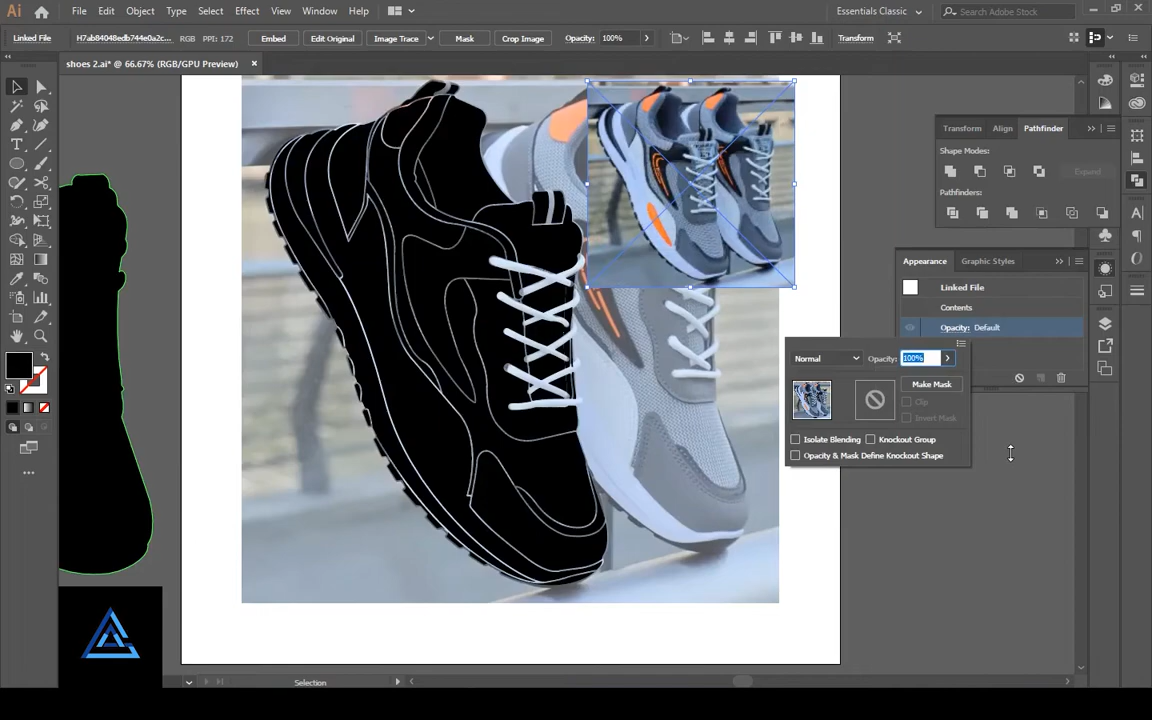 Ai
File Edit Object Type Select Effect View Window Help
Essentials Classic
Search Adobe Stock
Linked File H7ab84048edb744e0a2c... RGB PPI: 172 Embed Edit Original Image Trace Mask Crop Image Opacity: 100% Transform
shoes 2.ai* @ 66.67% (RGB/GPU Preview)
Transform Align Pathfinder
Shape Modes:
Expand
Pathfinders:
Appearance Graphic Styles
Linked File
Contents
Opacity: Default
Normal Opacity: 100%
Make Mask
Clip
Invert Mask
Isolate Blending Knockout Group
Opacity & Mask Define Knockout Shape
Selection